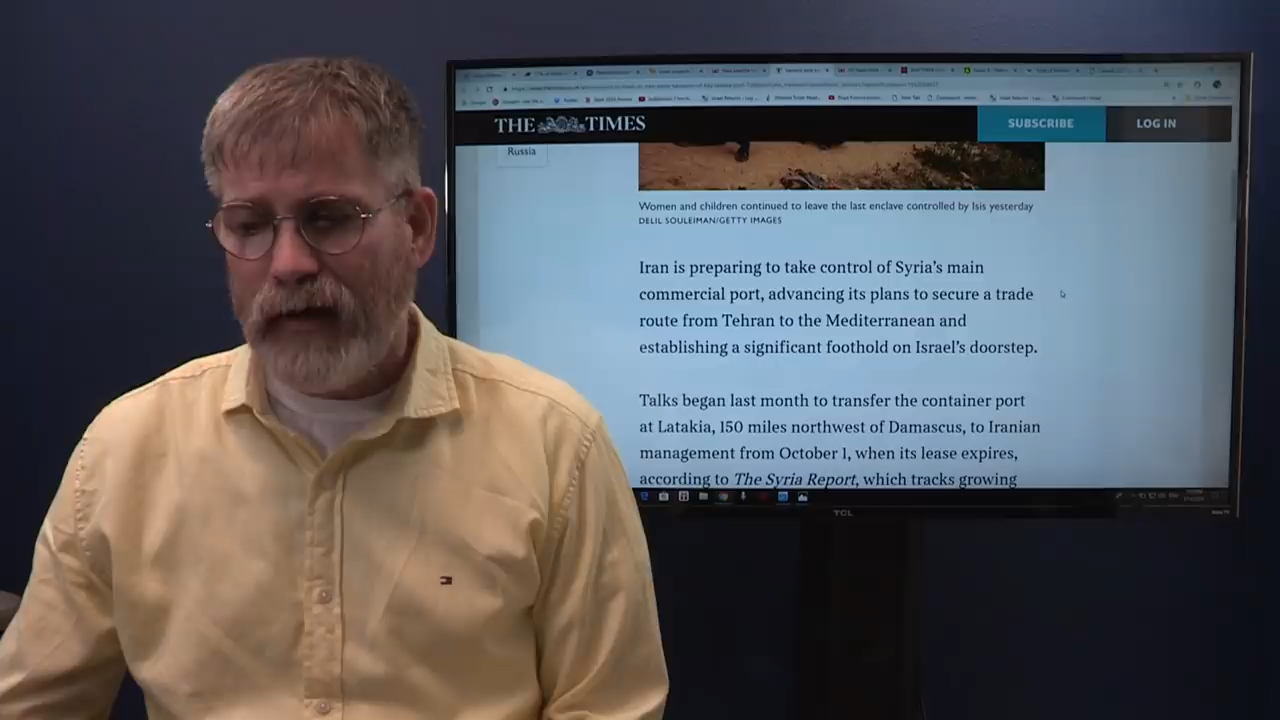 THE TIMES
SUBSCRIBE
LOG IN
Russia
Women and children continued to leave the last enclave controlled by Isis yesterday
DELIL SOULEIMAN/GETTY IMAGES
Iran is preparing to take control of Syria's main
commercial port, advancing its plans to secure a trade
route from Tehran to the Mediterranean and
establishing a significant foothold on Israel's doorstep.
Talks began last month to transfer the container port
at Latakia, 150 miles northwest of Damascus, to Iranian
management from October 1, when its lease expires,
according to The Syria Report, which tracks growing
TCL